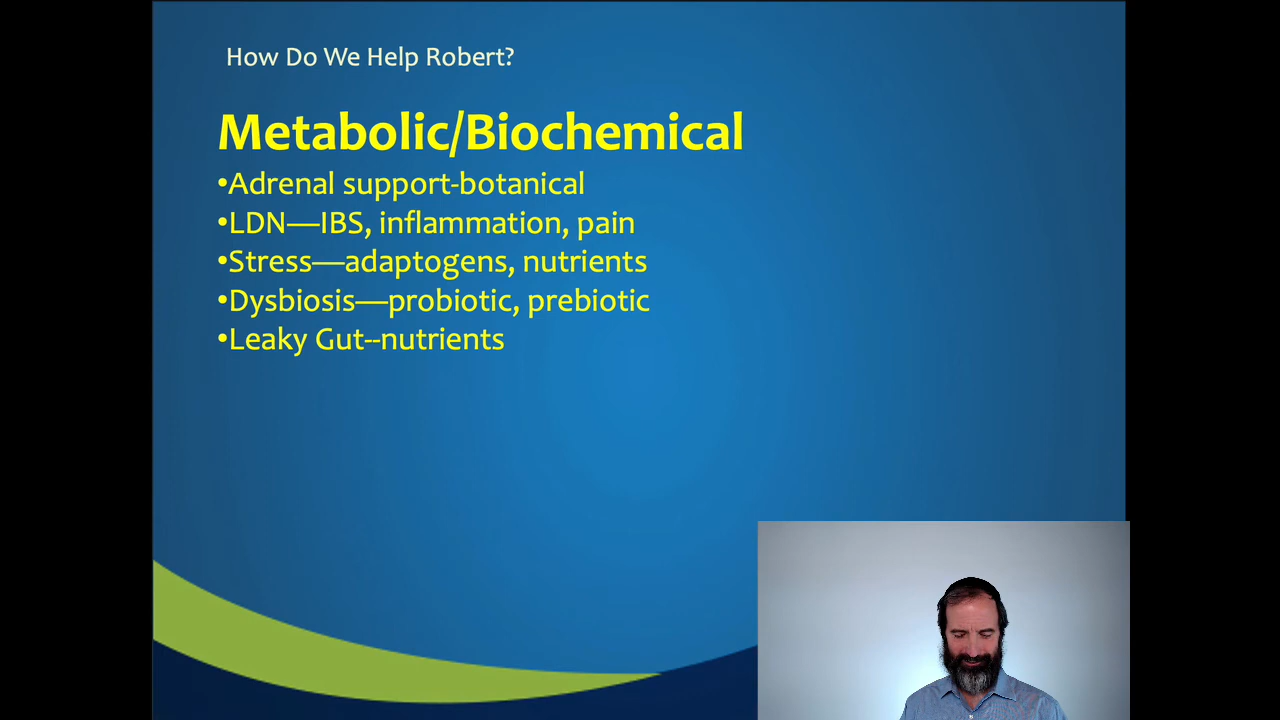 How Do We Help Robert?
Metabolic/Biochemical
•Adrenal support-botanical
•LDN—IBS, inflammation, pain
•Stress—adaptogens, nutrients
•Dysbiosis—probiotic, prebiotic
•Leaky Gut--nutrients